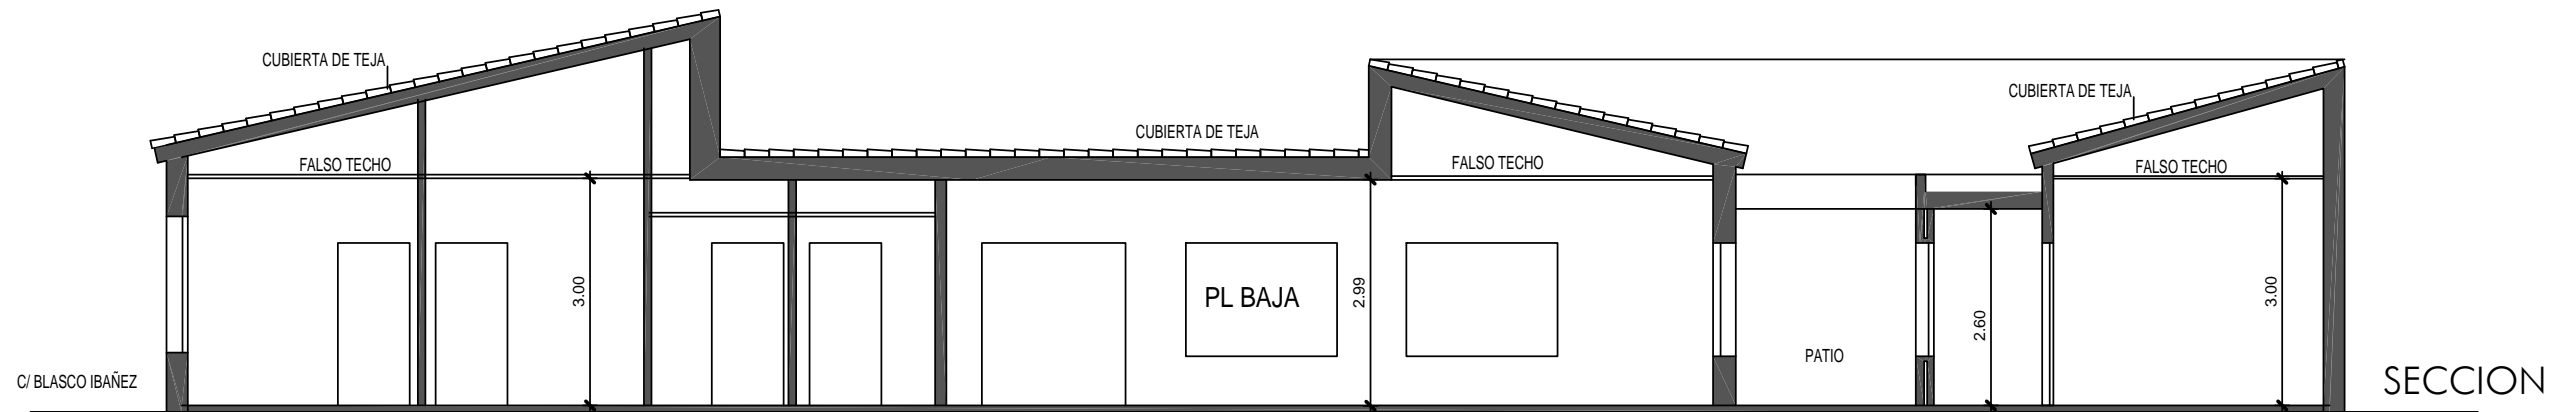 CUBIERTA DE TEJA
CUBIERTA DE TEJA
CUBIERTA DE TEJA
FALSO TECHO
FALSO TECHO
FALSO TECHO
3.00
PL BAJA
2.99
2.60
3.00
PATIO
C/ BLASCO IBAÑEZ
SECCION